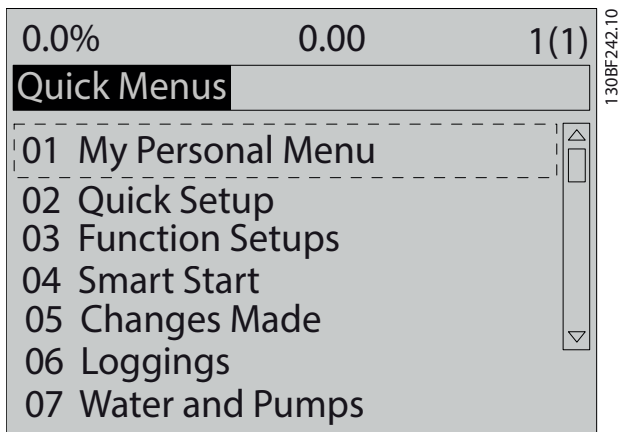 0.0% 0.00 1(1)
Quick Menus
01 My Personal Menu
02 Quick Setup
03 Function Setups
04 Smart Start
05 Changes Made
06 Loggings
07 Water and Pumps
130BF242.10